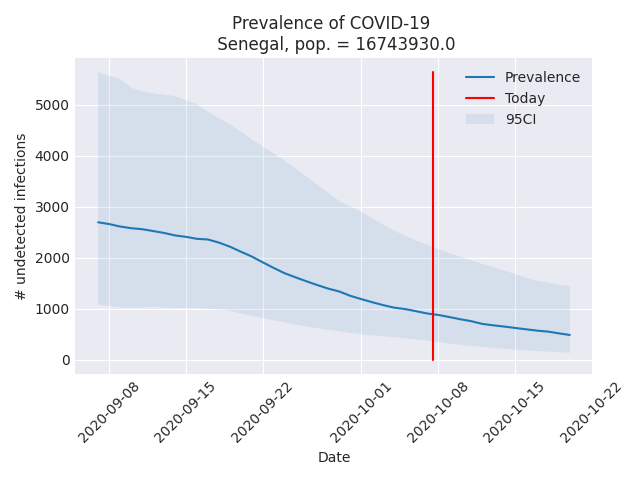 Prevalence of COVID-19
Senegal, pop. = 16743930.0
Prevalence
Today
95CI
# undetected infections
5000
4000
3000
2000
1000
0
2020-09-08
2020-09-15
2020-09-22
2020-10-01
2020-10-08
2020-10-15
2020-10-22
Date